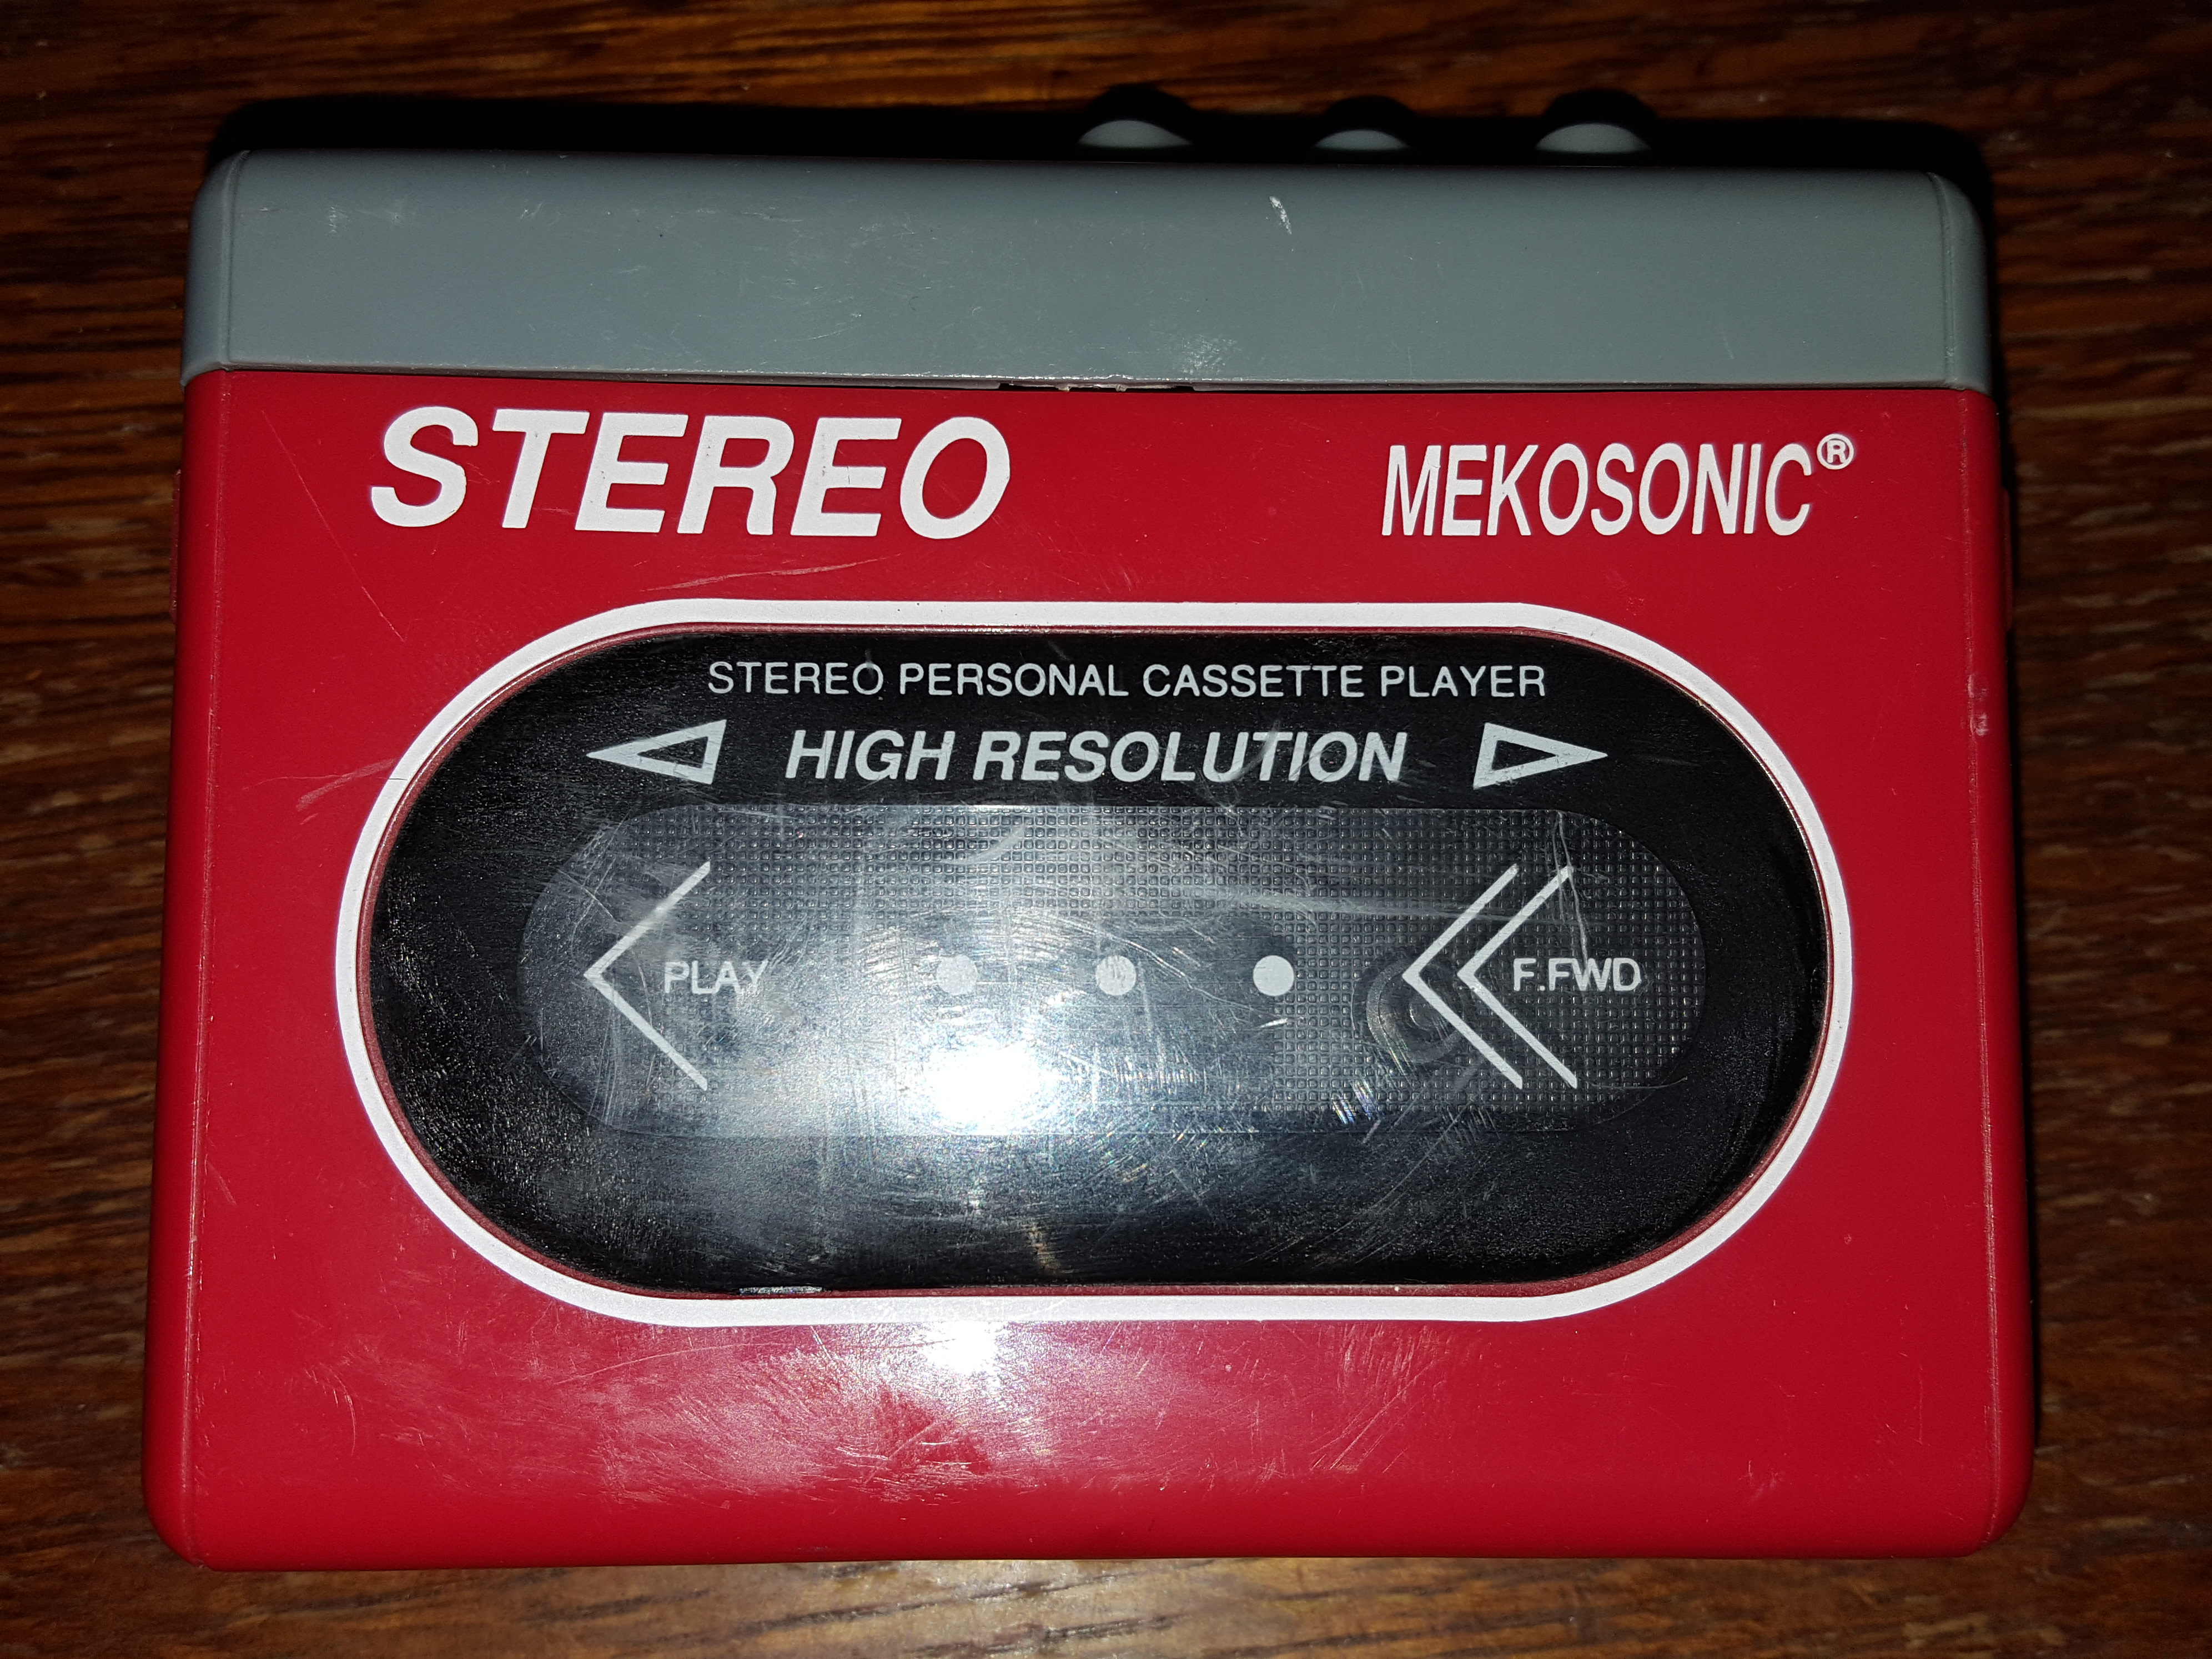 STEREO
MEKOSONIC®
STEREO PERSONAL CASSETTE PLAYER
HIGH RESOLUTION
PLAY
F.FWD